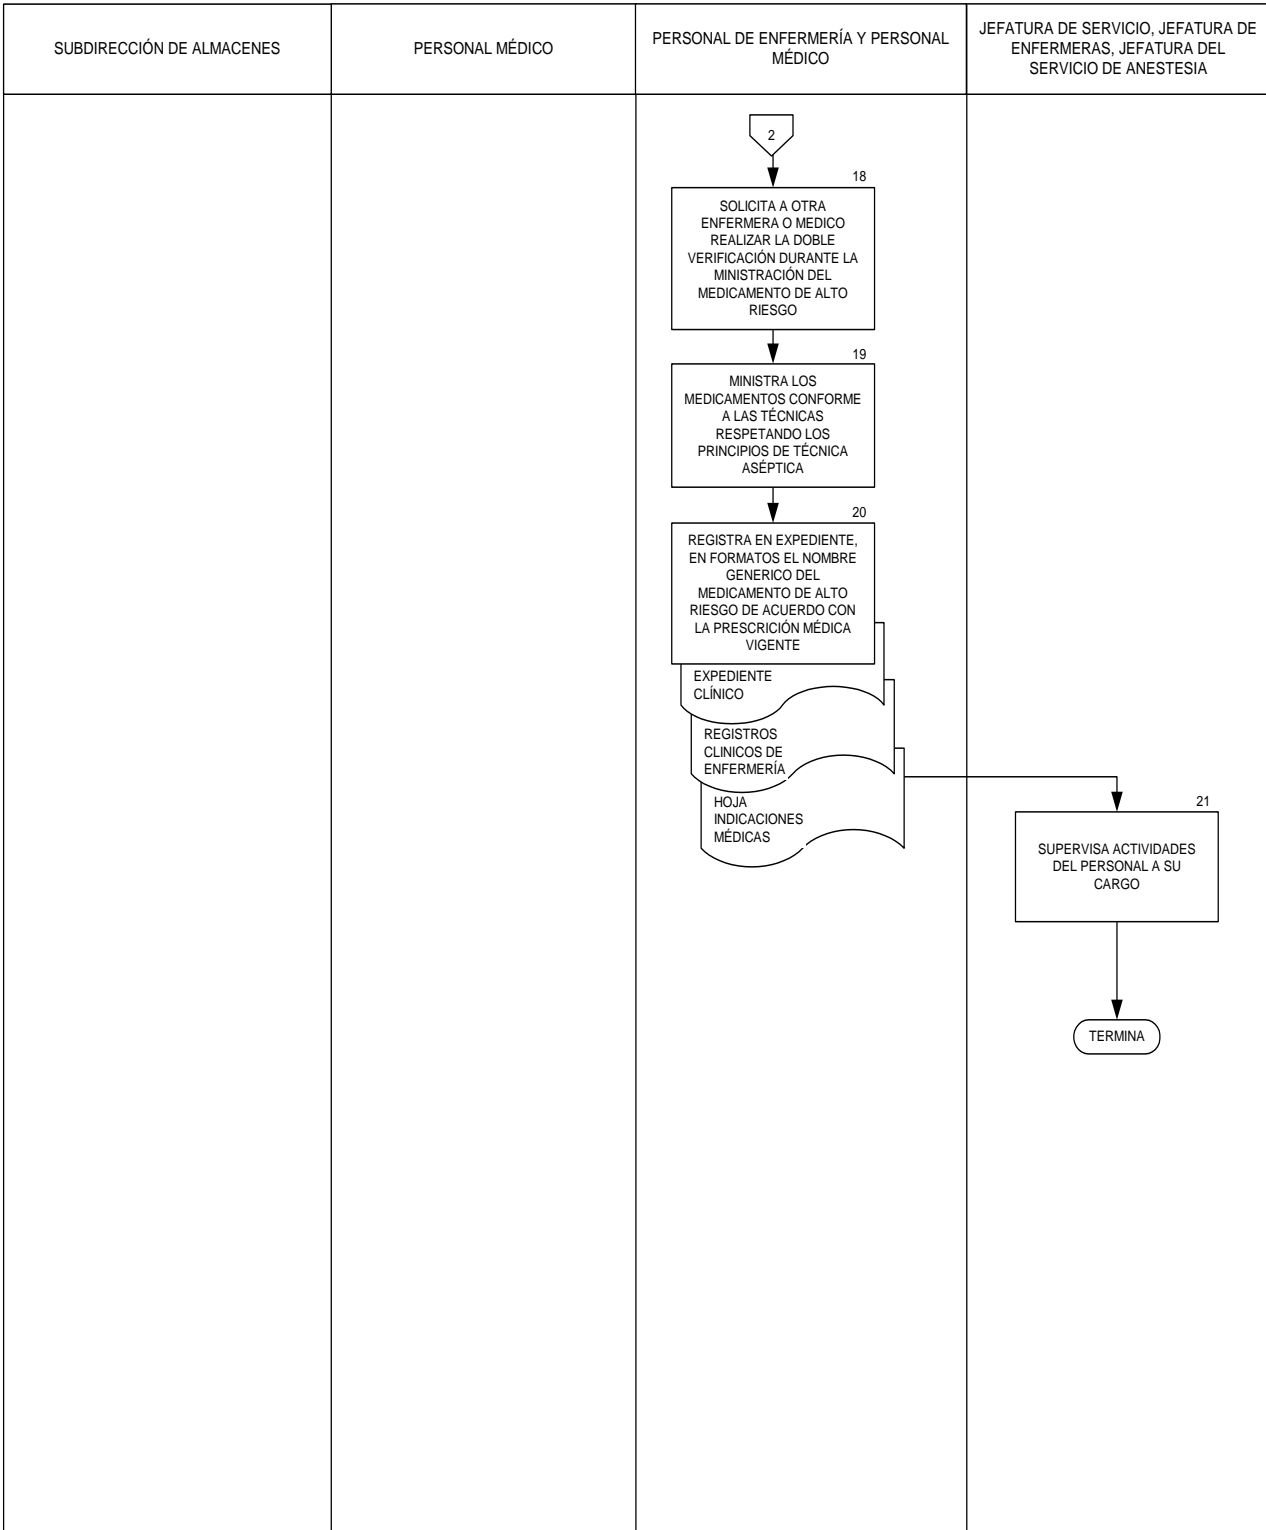 SUBDIRECCIÓN DE ALMACENES
PERSONAL MÉDICO
PERSONAL DE ENFERMERÍA Y PERSONAL
MÉDICO
JEFATURA DE SERVICIO, JEFATURA DE
ENFERMERAS, JEFATURA DEL
SERVICIO DE ANESTESIA
2
18
SOLICITA A OTRA
ENFERMERA O MEDICO
REALIZAR LA DOBLE
VERIFICACIÓN DURANTE LA
MINISTRACIÓN DEL
MEDICAMENTO DE ALTO
RIESGO
19
MINISTRA LOS
MEDICAMENTOS CONFORME
A LAS TÉCNICAS
RESPETANDO LOS
PRINCIPIOS DE TÉCNICA
ASÉPTICA
20
REGISTRA EN EXPEDIENTE,
EN FORMATOS EL NOMBRE
GENERICO DEL
MEDICAMENTO DE ALTO
RIESGO DE ACUERDO CON
LA PRESCRICIÓN MÉDICA
VIGENTE
EXPEDIENTE
CLÍNICO
REGISTROS
CLINICOS DE
ENFERMERÍA
HOJA
INDICACIONES
MÉDICAS
21
SUPERVISA ACTIVIDADES
DEL PERSONAL A SU
CARGO
TERMINA